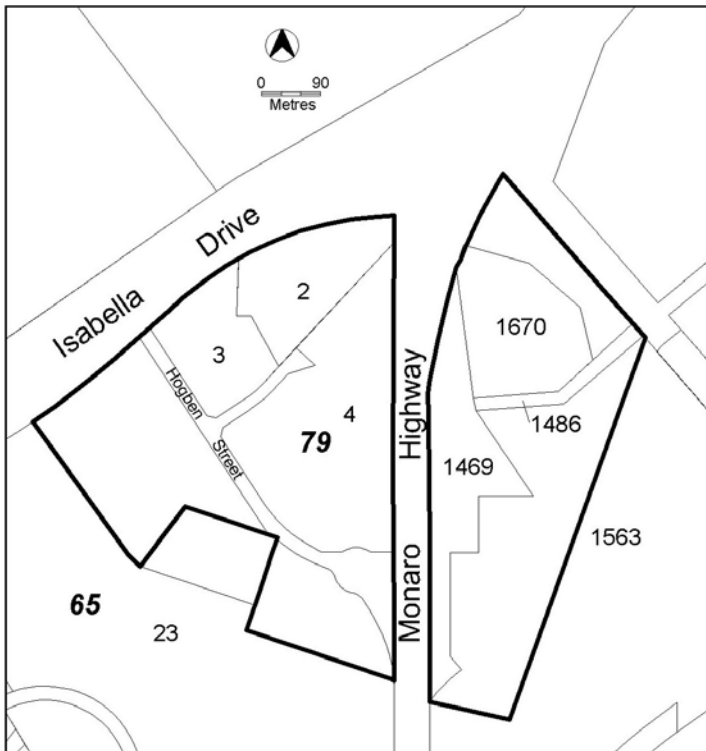 0 90
Metres
Isabella Drive
2
3
Hogben Street
4
79
Monaro Highway
1670
1486
1469
1563
65
23